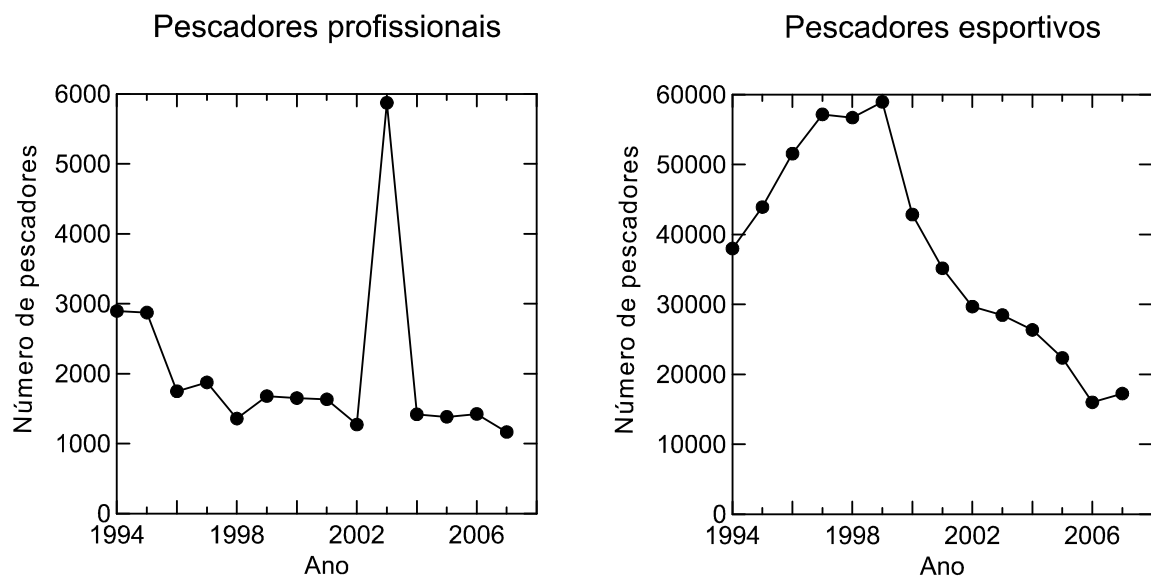 Pescadores profissionais
Número de pescadores
6000
5000
4000
3000
2000
1000
0
1994 1998 2002 2006
Ano
Pescadores esportivos
Número de pescadores
60000
50000
40000
30000
20000
10000
0
1994 1998 2002 2006
Ano